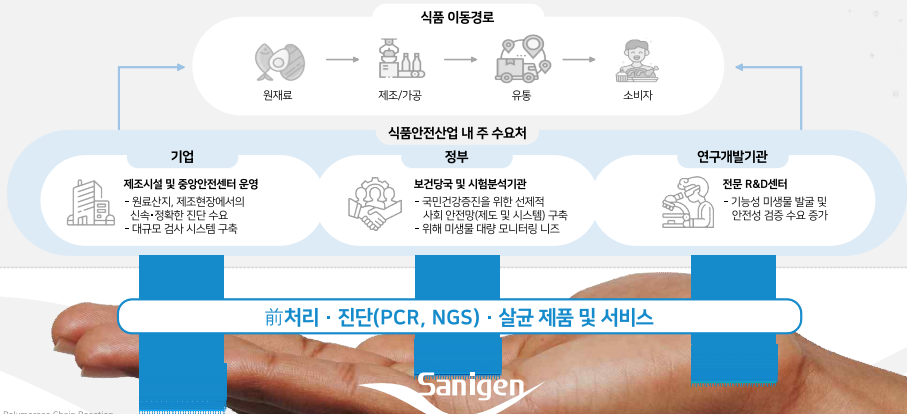 식품 이동경로
원재료
제조/가공
유통
소비자
식품안전산업 내 주 수요처
기업
제조시설 및 중앙안전센터 운영
- 원료산지, 제조현장에서의
신속•정확한 진단 수요
- 대규모 검사 시스템 구축
정부
보건당국 및 시험분석기관
- 국민건강증진을 위한 선제적
사회 안전망(제도 및 시스템) 구축
- 위해 미생물 대량 모니터링 니즈
연구개발기관
전문 R&D센터
- 기능성 미생물 발굴 및
안전성 검증 수요 증가
前처리 · 진단(PCR, NGS) · 살균 제품 및 서비스
Sanigen
Polymerase Chain Reaction